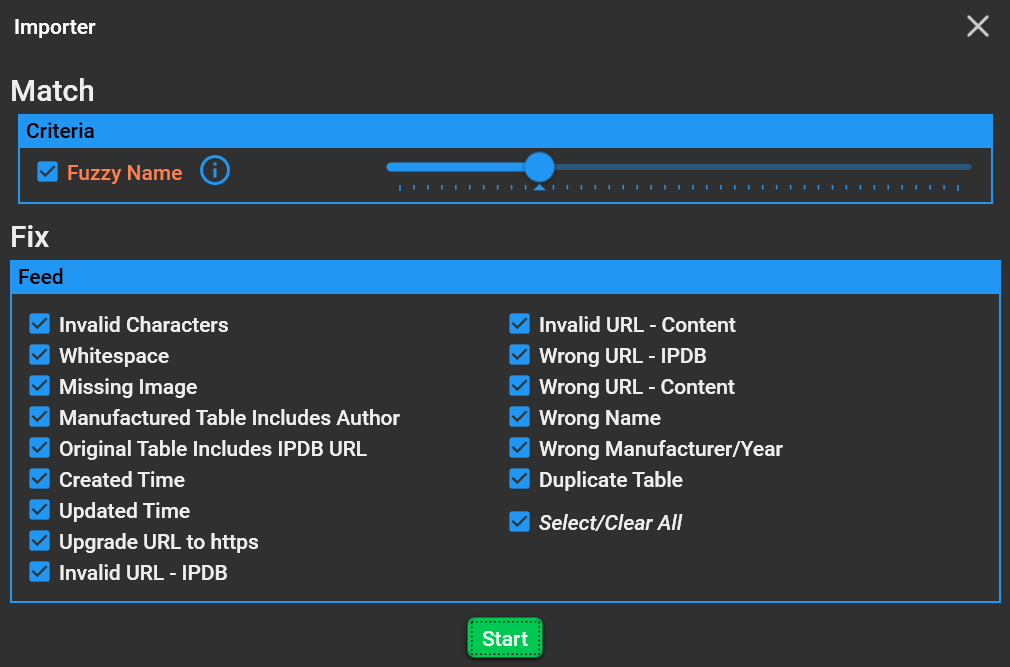 Importer
Match
Criteria
Fuzzy Name
Fix
Feed
Invalid Characters
Whitespace
Missing Image
Manufactured Table Includes Author
Original Table Includes IPDB URL
Created Time
Updated Time
Upgrade URL to https
Invalid URL - IPDB
Invalid URL - Content
Wrong URL - IPDB
Wrong URL - Content
Wrong Name
Wrong Manufacturer/Year
Duplicate Table
Select/Clear All
Start